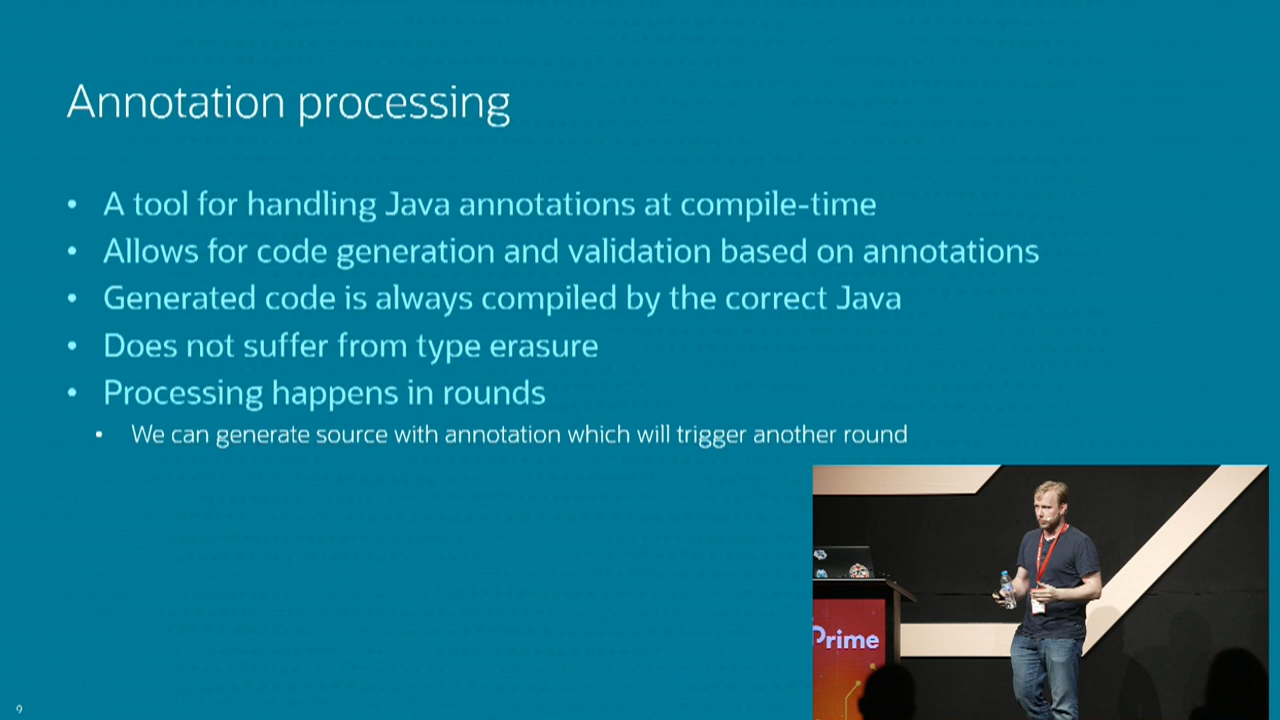 Annotation processing
• A tool for handling Java annotations at compile-time
• Allows for code generation and validation based on annotations
• Generated code is always compiled by the correct Java
• Does not suffer from type erasure
• Processing happens in rounds
▪ We can generate source with annotation which will trigger another round
Prime
9